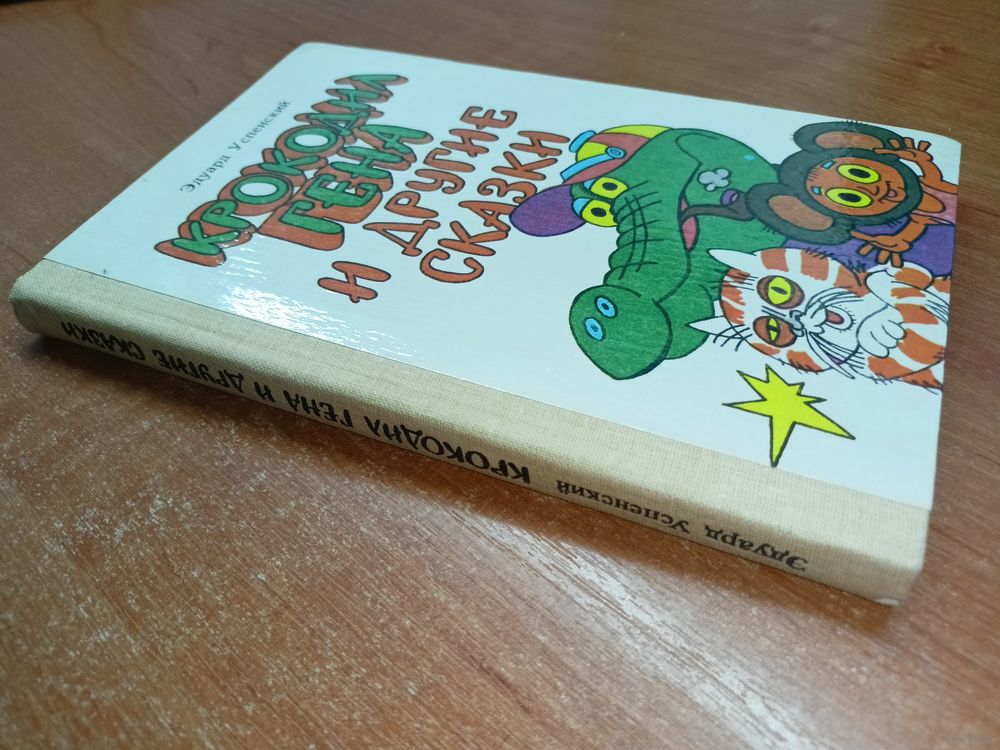 Эдуард Успенский
КРОКОДИЛ
ГЕНА
И ДРУГИЕ
СКАЗКИ
Эдуард Успенский КРОКОДИЛ ГЕНА И ДРУГИЕ СКАЗКИ